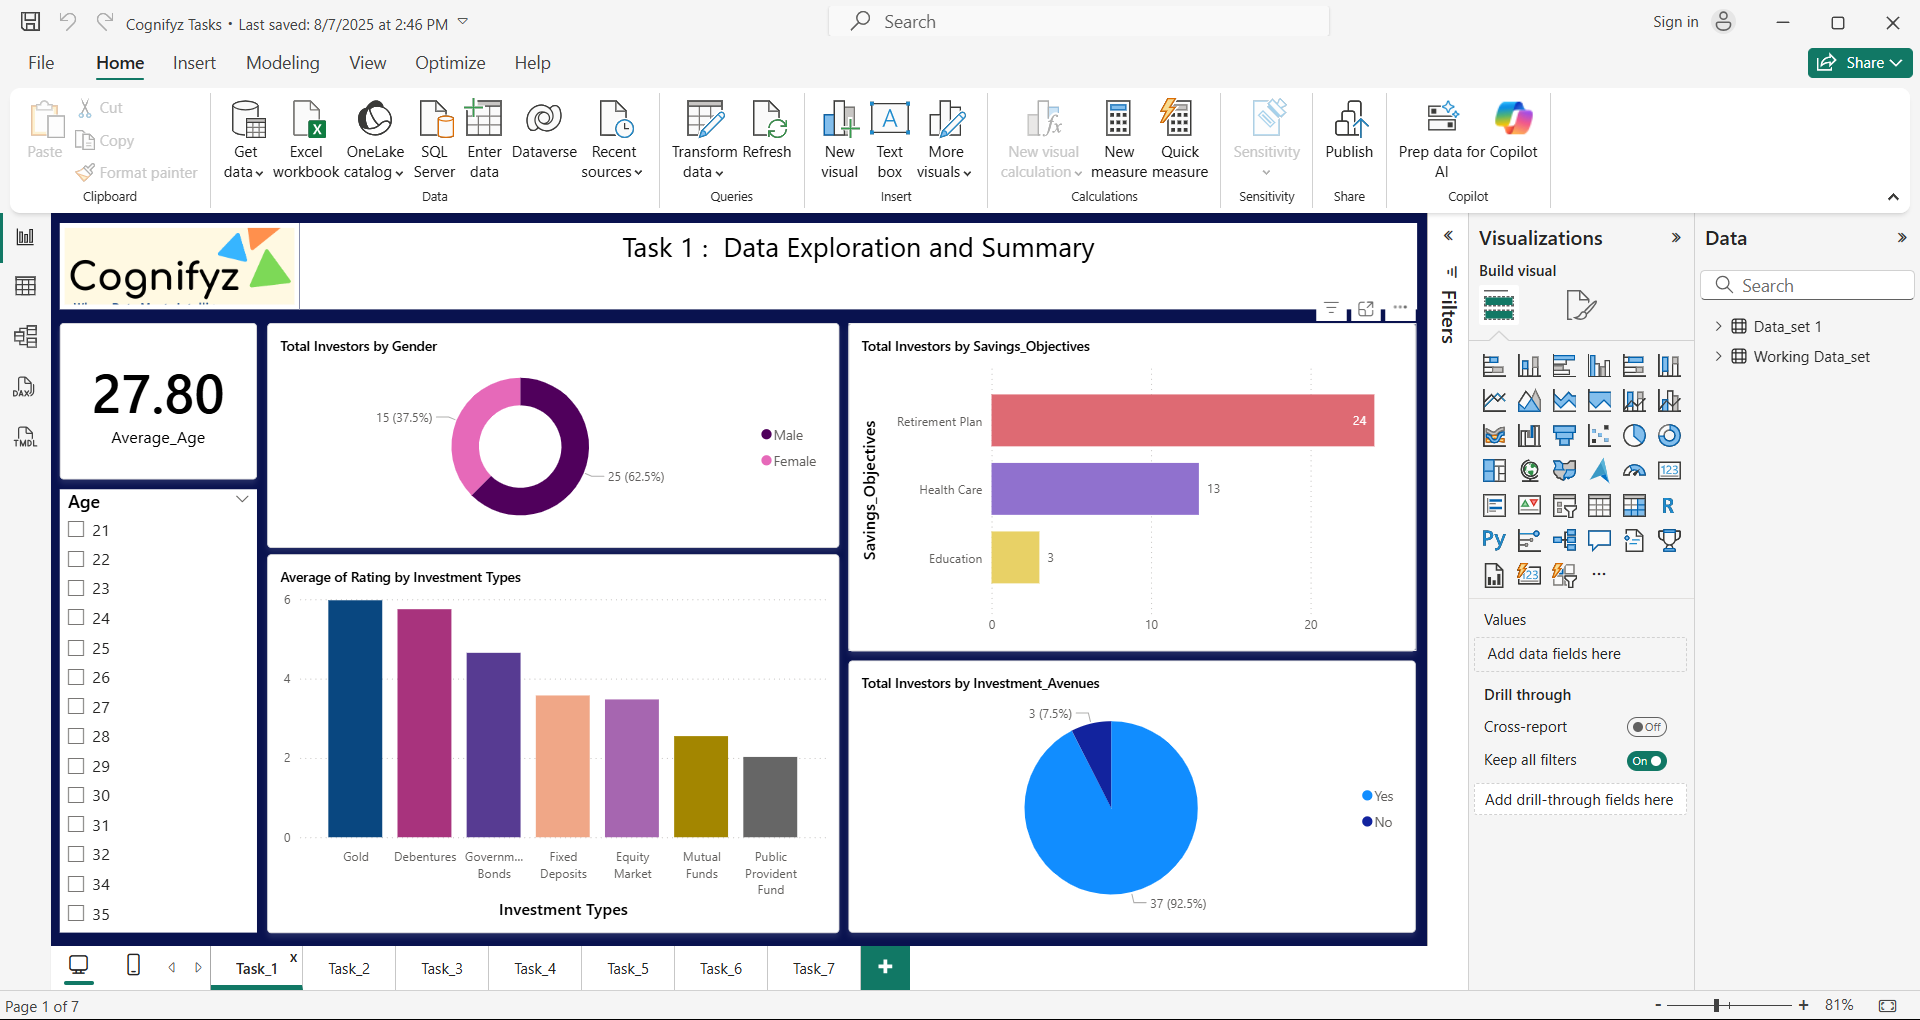 Cognifyz Tasks • Last saved: 8/7/2025 at 2:46 PM
Search
Sign in
File
Home
Insert
Modeling
View
Optimize
Help
Share
Paste
Cut
Copy
Format painter
Clipboard
Get data
Excel workbook
OneLake catalog
SQL Server
Enter data
Dataverse
Recent sources
Data
Transform data
Refresh
Queries
New visual
Text box
More visuals
Insert
New visual calculation
New measure
Quick measure
Calculations
Sensitivity
Sensitivity
Publish
Share
Prep data for AI
Copilot
Copilot
DAX
TMDL
Cognifyz
Task 1 : Data Exploration and Summary
27.80
Average_Age
Age
21
22
23
24
25
26
27
28
29
30
31
32
34
35
Total Investors by Gender
15 (37.5%)
25 (62.5%)
Male
Female
Average of Rating by Investment Types
6
4
2
0
Gold
Debentures
Governm... Bonds
Fixed Deposits
Equity Market
Mutual Funds
Public Provident Fund
Investment Types
Total Investors by Savings_Objectives
Savings_Objectives
Retirement Plan
24
Health Care
13
Education
3
0
10
20
Total Investors by Investment_Avenues
3 (7.5%)
37 (92.5%)
Yes
No
Filters
Visualizations
Build visual
123
R
Py
123
Values
Add data fields here
Drill through
Cross-report
Off
Keep all filters
On
Add drill-through fields here
Data
Search
Data_set 1
Working Data_set
Task_1
x
Task_2
Task_3
Task_4
Task_5
Task_6
Task_7
+
Page 1 of 7
-
+
81%